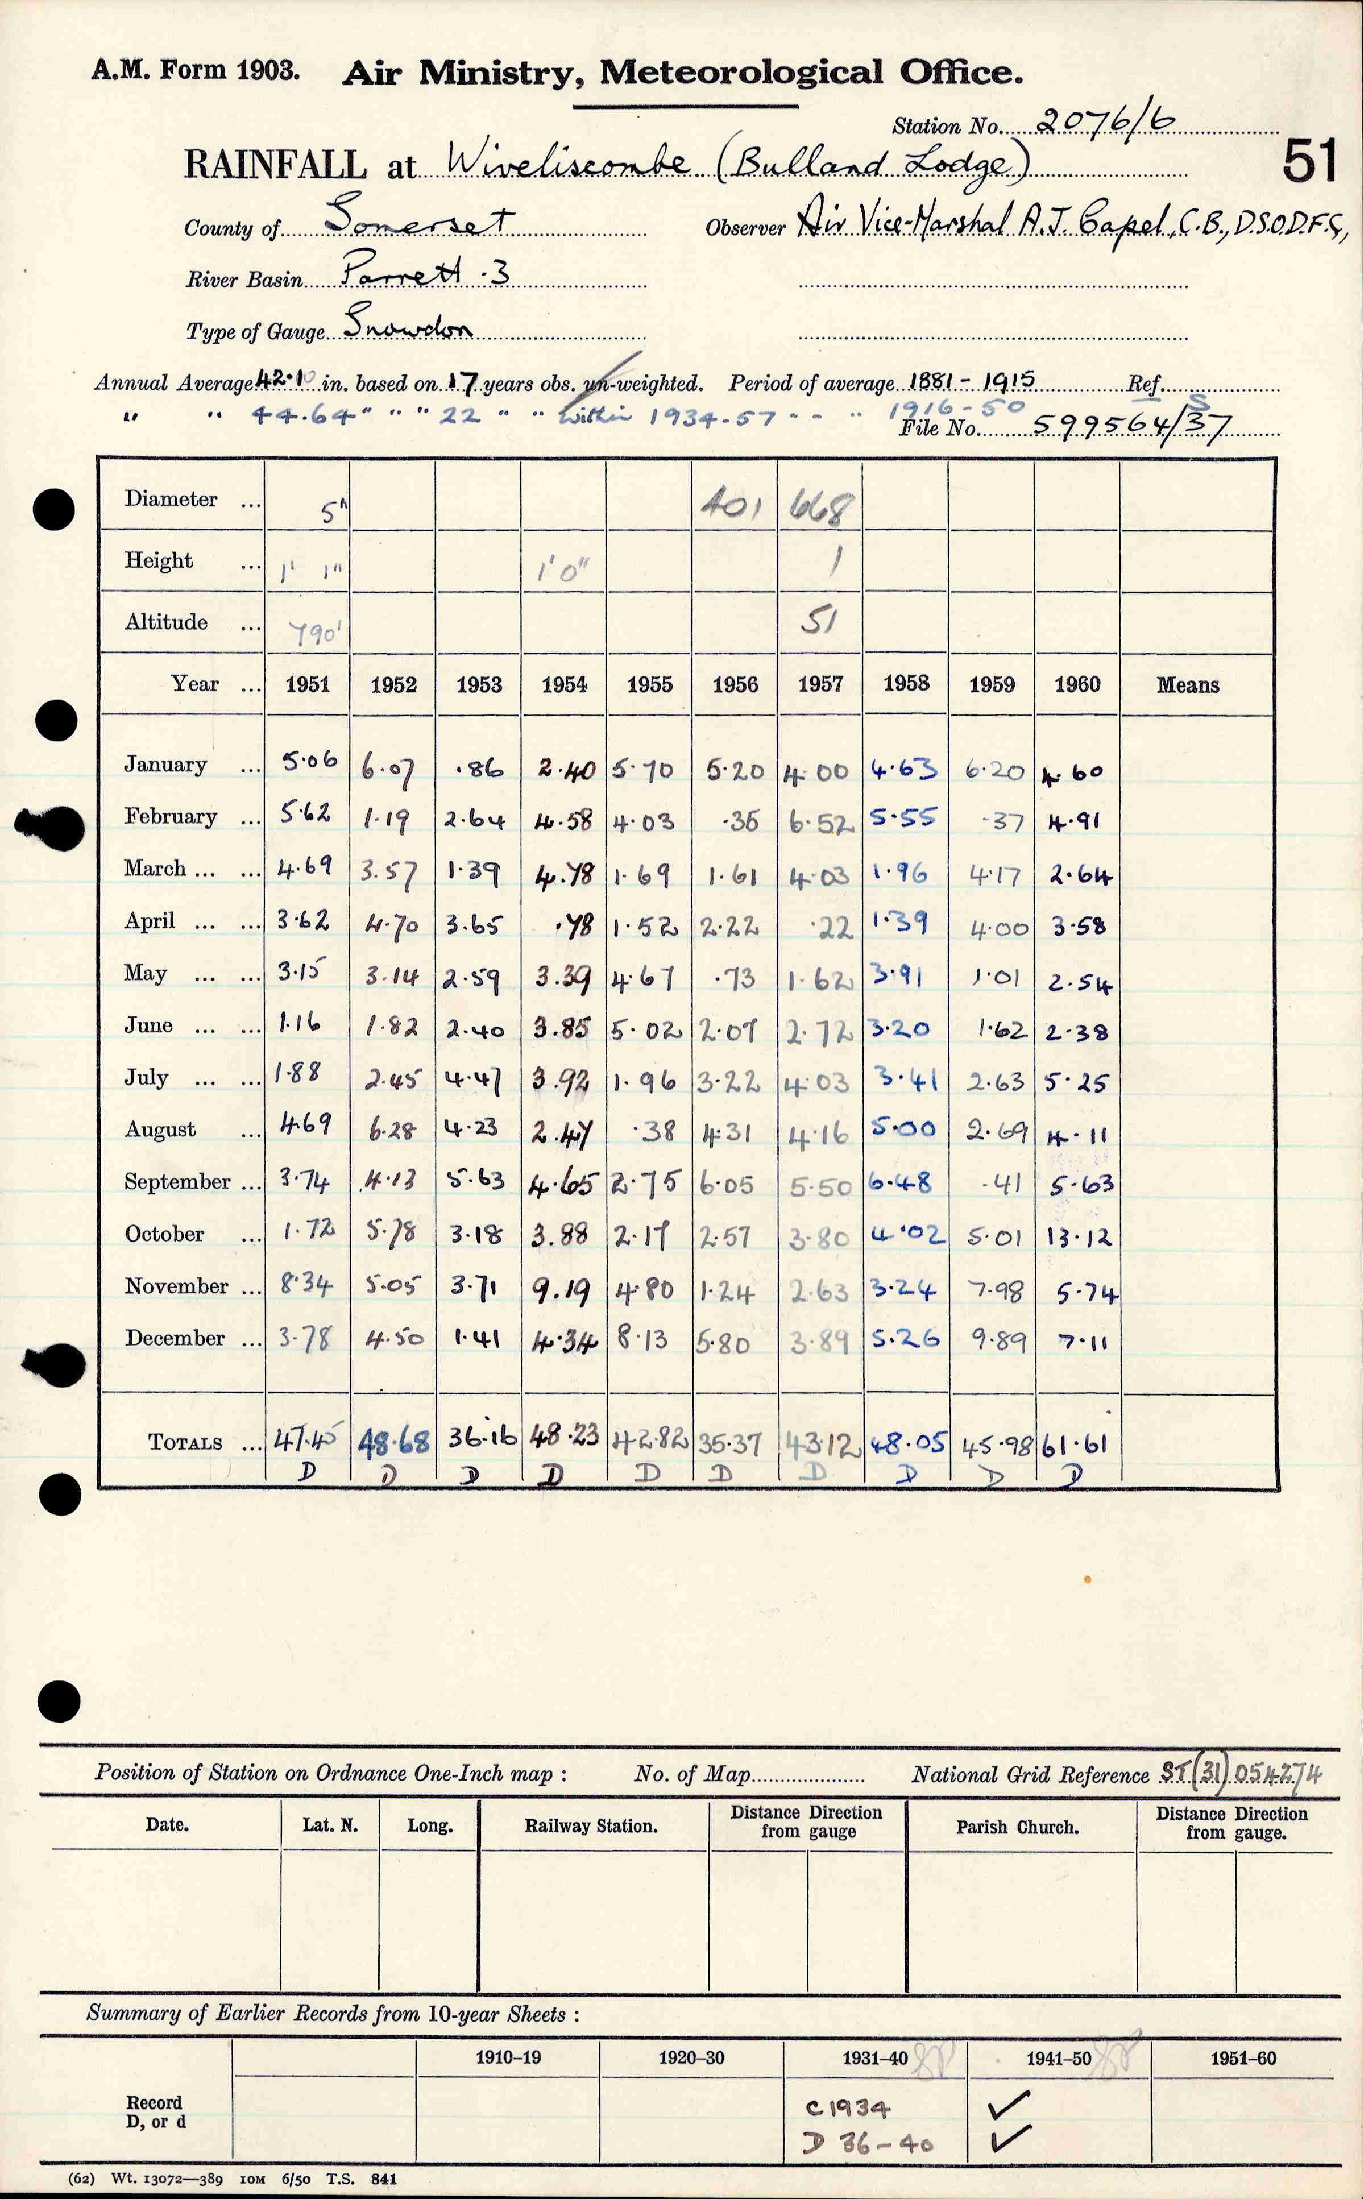 A.M. Form 1903. Air Ministry, Meteorological Office.
Station No. 2076/6
RAINFALL at Wiveliscombe (Bulland Lodge)
51
County of Somerset Observer Air Vice-Marshal A.J. Capel, C.B., D.S.O.D.F.C,
River Basin Parrett .3
Type of Gauge Snowdon
Annual Average 42.10 in. based on 17 years obs. un-weighted. Period of average 1881 - 1915 Ref. S
" " 44.64 " " " 22 " " within 1934-57 - - " 1916-50
File No. 599564/37
Diameter ... 5" 401 668
Height ... 1' 1" 1'0" 1
Altitude ... 790' 51
Year ... 1951 1952 1953 1954 1955 1956 1957 1958 1959 1960 Means
January ... 5.06 6.07 .86 2.40 5.70 5.20 4.00 4.63 6.20 4.60
February ... 5.62 1.19 2.64 4.58 4.03 .35 6.52 5.55 .37 4.91
March ... ... 4.69 3.57 1.39 4.78 1.69 1.61 4.03 1.96 4.17 2.64
April ... ... 3.62 4.70 3.65 .78 1.52 2.22 .22 1.39 4.00 3.58
May ... ... 3.15 3.14 2.59 3.39 4.67 .73 1.62 3.91 1.01 2.54
June ... ... 1.16 1.82 2.40 3.85 5.02 2.07 2.72 3.20 1.62 2.38
July ... ... 1.88 2.45 4.47 3.92 1.96 3.22 4.03 3.41 2.63 5.25
August ... 4.69 6.28 4.23 2.47 .38 4.31 4.16 5.00 2.69 4.11
September ... 3.74 4.13 5.63 4.65 2.75 6.05 5.50 6.48 .41 5.63
October ... 1.72 5.78 3.18 3.88 2.17 2.57 3.80 4.02 5.01 13.12
November ... 8.34 5.05 3.71 9.19 4.80 1.24 2.63 3.24 7.98 5.74
December ... 3.78 4.50 1.41 4.34 8.13 5.80 3.89 5.26 9.89 7.11
TOTALS ... 47.45 48.68 36.16 48.23 42.82 35.37 43.12 48.05 45.98 61.61
D D D D D D D D D D
Position of Station on Ordnance One-Inch map : No. of Map National Grid Reference ST(31) 054274
Date. Lat. N. Long. Railway Station. Distance Direction from gauge Parish Church. Distance Direction from gauge.
Summary of Earlier Records from 10-year Sheets :
1910-19 1920-30 1931-40 1941-50 1951-60
Record D, or d
C 1934 ✓
D 36-40 ✓
(62) Wt. 13072—389 10M 6/50 T.S. 841